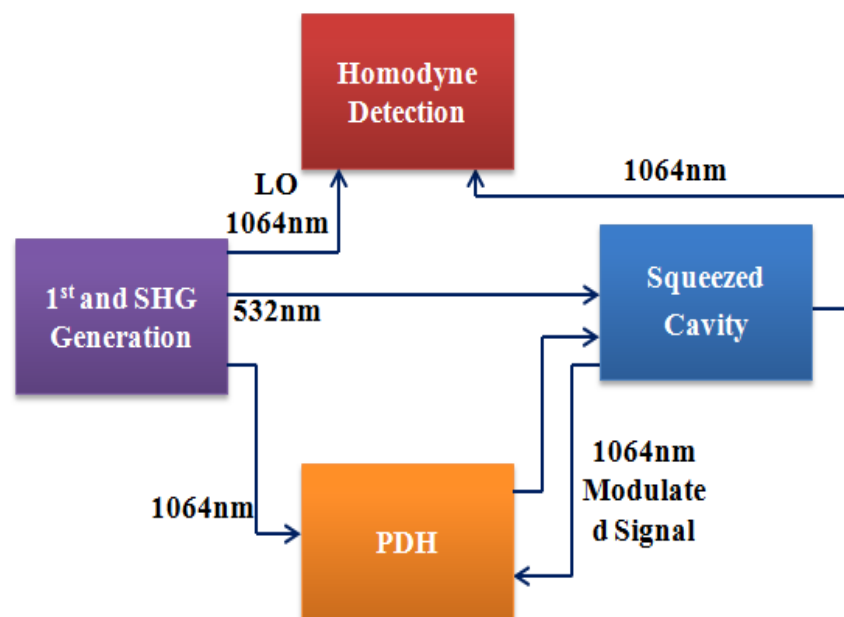 Homodyne
Detection
LO
1064nm
1064nm
1st and SHG
Generation
532nm
Squeezed
Cavity
1064nm
PDH
1064nm
Modulate
d Signal